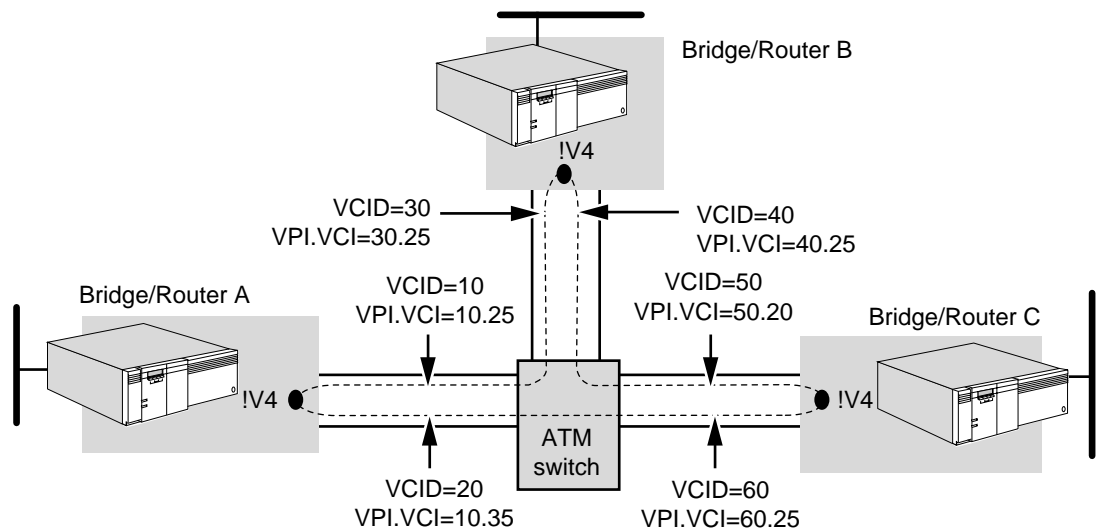 Bridge/Router B
!V4
VCID=30
VPI.VCI=30.25
VCID=40
VPI.VCI=40.25
Bridge/Router A
VCID=10
VPI.VCI=10.25
VCID=50
VPI.VCI=50.20
Bridge/Router C
!V4
!V4
ATM
switch
VCID=20
VPI.VCI=10.35
VCID=60
VPI.VCI=60.25